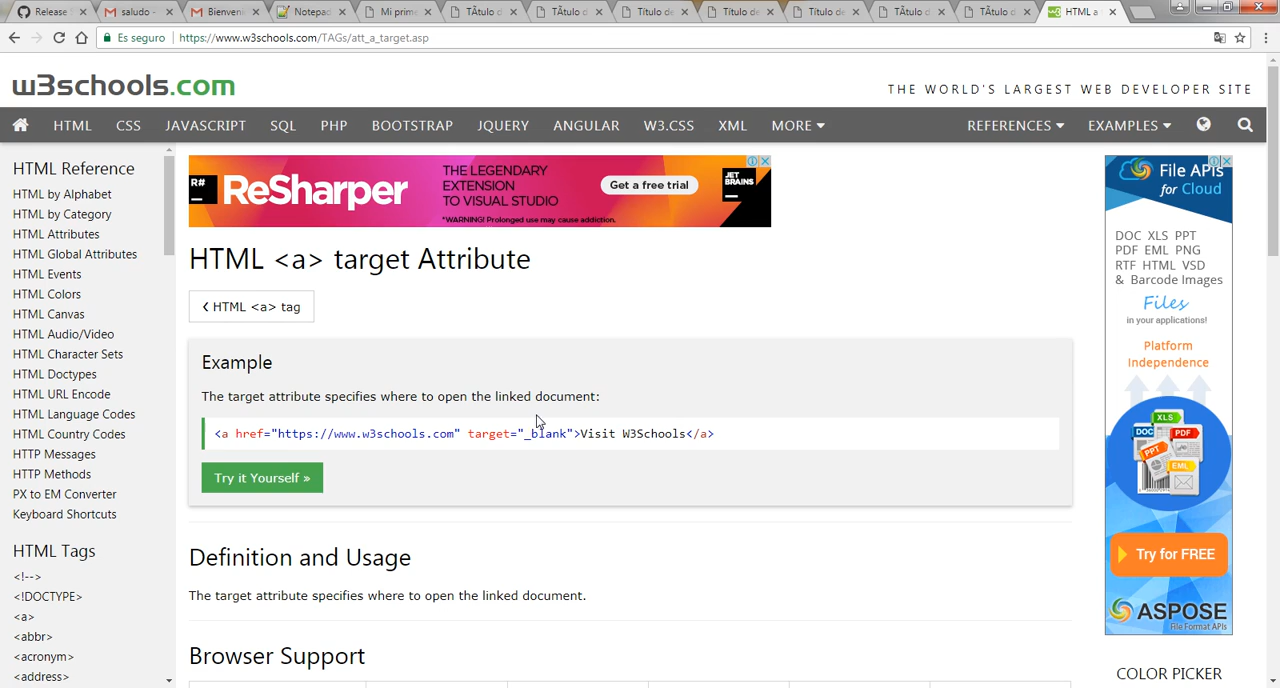 Release
saludo -
Bienveni
Notepad
Mi prime
TÃ­tulo d
TÃ­tulo d
Título de
Título de
Título de
TÃ­tulo d
TÃ­tulo d
HTML a
Es seguro
https://www.w3schools.com/TAGs/att_a_target.asp
w3schools.com
THE WORLD'S LARGEST WEB DEVELOPER SITE
HTML CSS JAVASCRIPT SQL PHP BOOTSTRAP JQUERY ANGULAR W3.CSS XML MORE REFERENCES EXAMPLES
HTML Reference
HTML by Alphabet
HTML by Category
HTML Attributes
HTML Global Attributes
HTML Events
HTML Colors
HTML Canvas
HTML Audio/Video
HTML Character Sets
HTML Doctypes
HTML URL Encode
HTML Language Codes
HTML Country Codes
HTTP Messages
HTTP Methods
PX to EM Converter
Keyboard Shortcuts
HTML Tags
<!-->
<!DOCTYPE>
<a>
<abbr>
<acronym>
<address>
R#
ReSharper
THE LEGENDARY
EXTENSION
TO VISUAL STUDIO
*WARNING! Prolonged use may cause addiction.
Get a free trial
JET
BRAINS
HTML <a> target Attribute
❮ HTML <a> tag
Example
The target attribute specifies where to open the linked document:
<a href="https://www.w3schools.com" target="_blank">Visit W3Schools</a>
Try it Yourself »
Definition and Usage
The target attribute specifies where to open the linked document.
Browser Support
File APIs
for Cloud
DOC XLS PPT
PDF EML PNG
RTF HTML VSD
& Barcode Images
Files
in your applications!
Platform
Independence
XLS
DOC
PDF
PPT
EML
Try for FREE
ASPOSE
File Format APIs
COLOR PICKER